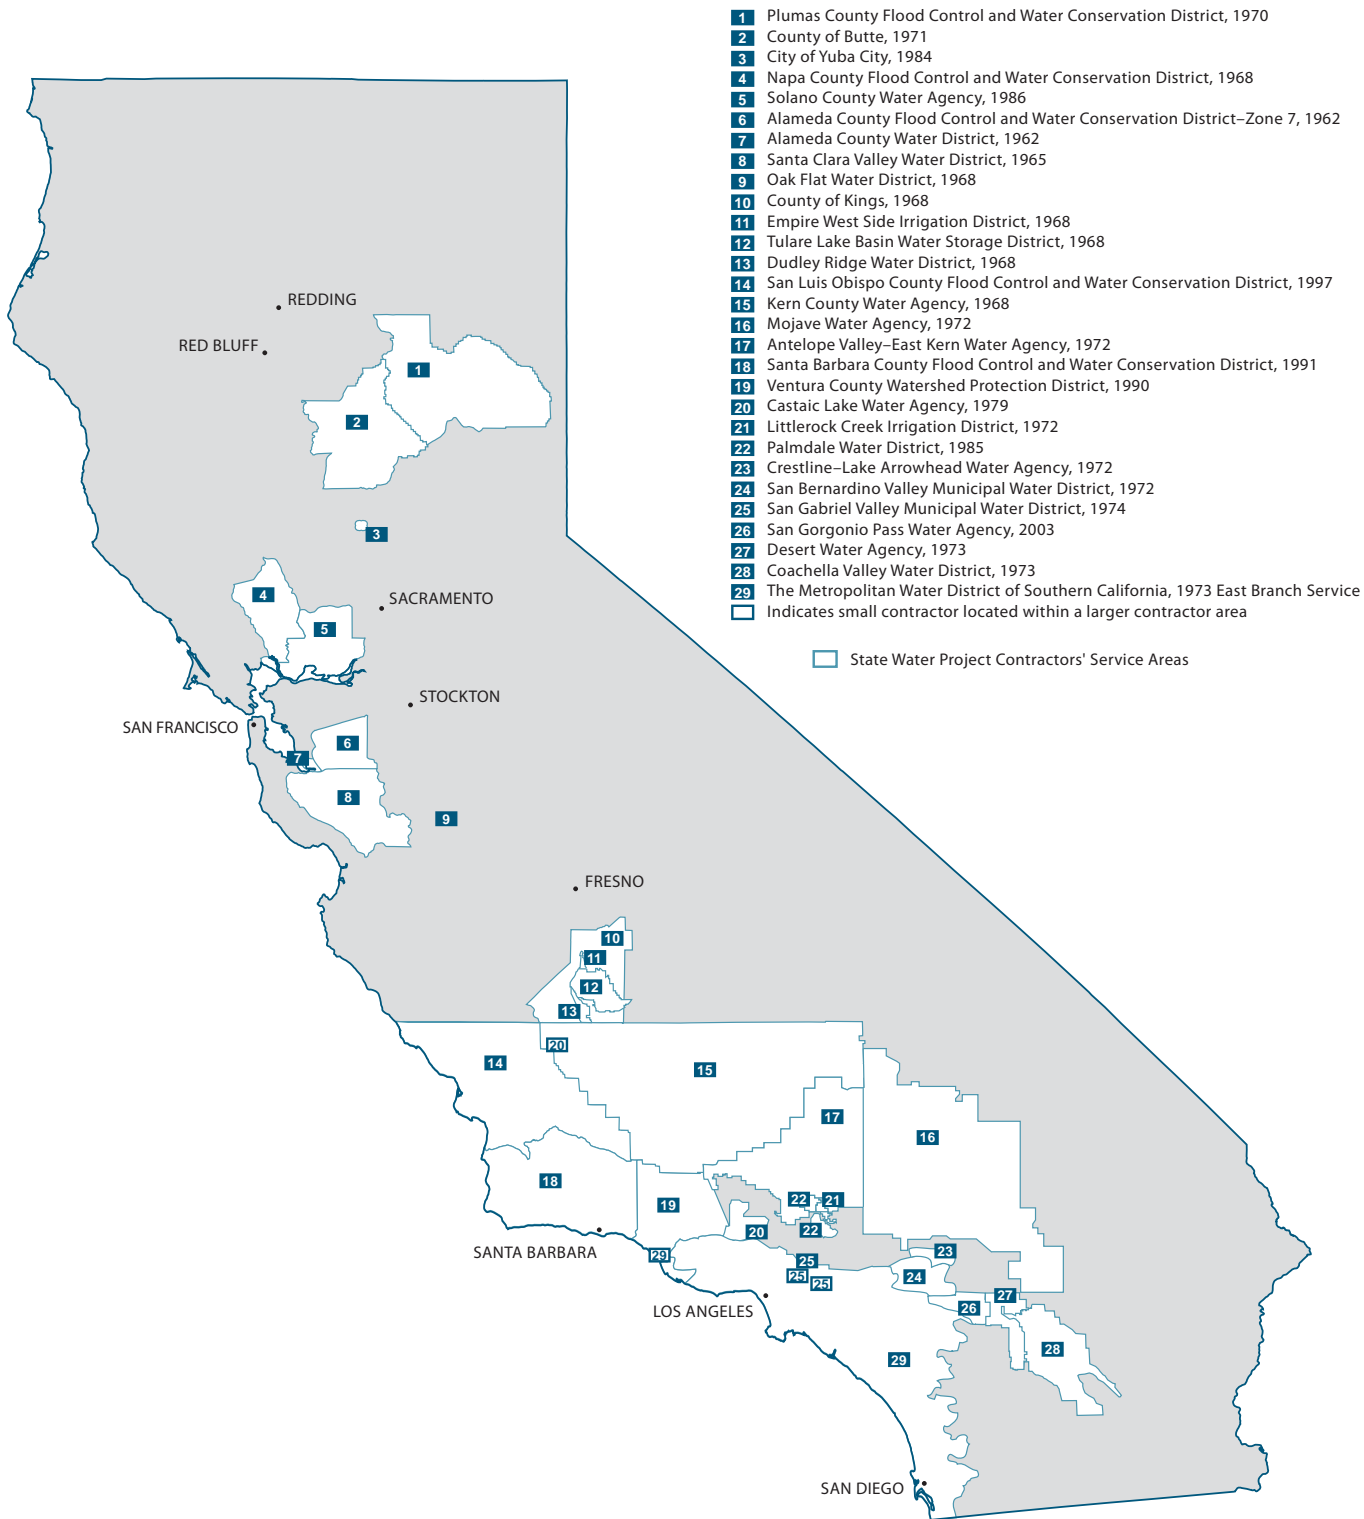 1 Plumas County Flood Control and Water Conservation District, 1970
2 County of Butte, 1971
3 City of Yuba City, 1984
4 Napa County Flood Control and Water Conservation District, 1968
5 Solano County Water Agency, 1986
6 Alameda County Flood Control and Water Conservation District–Zone 7, 1962
7 Alameda County Water District, 1962
8 Santa Clara Valley Water District, 1965
9 Oak Flat Water District, 1968
10 County of Kings, 1968
11 Empire West Side Irrigation District, 1968
12 Tulare Lake Basin Water Storage District, 1968
13 Dudley Ridge Water District, 1968
14 San Luis Obispo County Flood Control and Water Conservation District, 1997
15 Kern County Water Agency, 1968
16 Mojave Water Agency, 1972
17 Antelope Valley–East Kern Water Agency, 1972
18 Santa Barbara County Flood Control and Water Conservation District, 1991
19 Ventura County Watershed Protection District, 1990
20 Castaic Lake Water Agency, 1979
21 Littlerock Creek Irrigation District, 1972
22 Palmdale Water District, 1985
23 Crestline–Lake Arrowhead Water Agency, 1972
24 San Bernardino Valley Municipal Water District, 1972
25 San Gabriel Valley Municipal Water District, 1974
26 San Gorgonio Pass Water Agency, 2003
27 Desert Water Agency, 1973
28 Coachella Valley Water District, 1973
29 The Metropolitan Water District of Southern California, 1973 East Branch Service
Indicates small contractor located within a larger contractor area
State Water Project Contractors' Service Areas
REDDING
RED BLUFF
1
2
3
4
SACRAMENTO
5
STOCKTON
SAN FRANCISCO
6
7
8
9
FRESNO
10
11
12
13
20
14
15
17
16
18
22
21
19
20
22
SANTA BARBARA
29
23
25
25
25
24
27
LOS ANGELES
26
28
29
SAN DIEGO